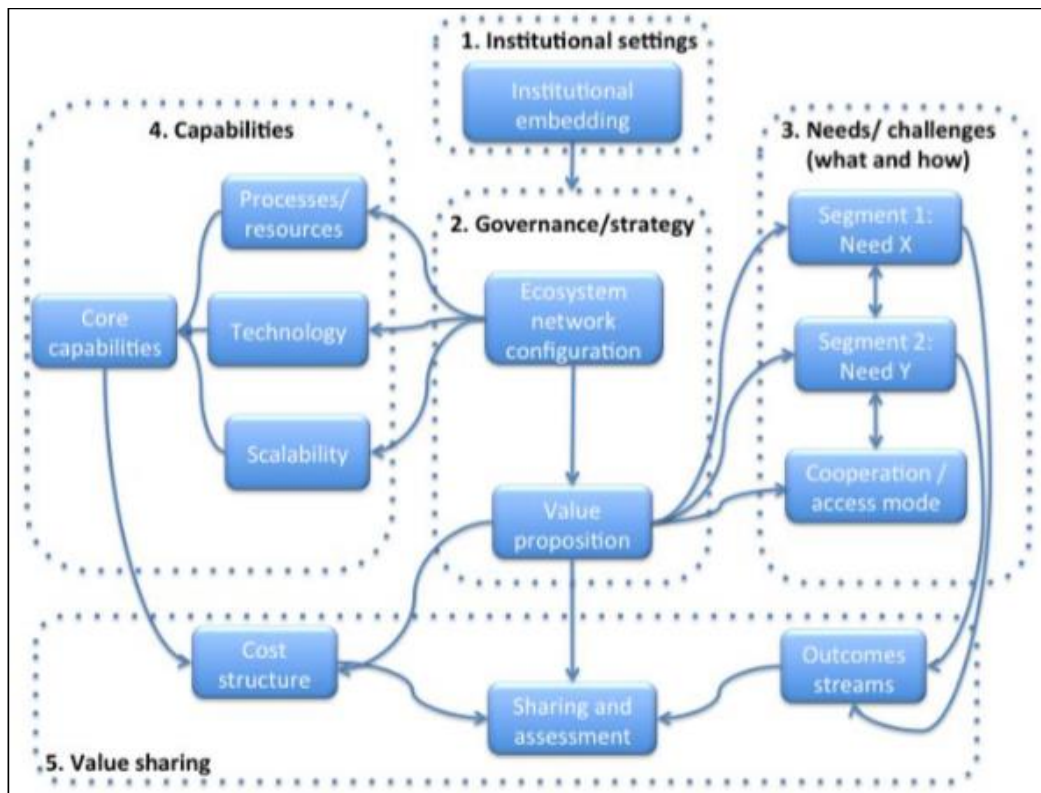 1. Institutional settings
Institutional
embedding
4. Capabilities
Processes/
resources
Core
capabilities
Technology
Scalability
2. Governance/strategy
Ecosystem
network
configuration
Value
proposition
3. Needs/ challenges
(what and how)
Segment 1:
Need X
Segment 2:
Need Y
Cooperation /
access mode
Cost
structure
Sharing and
assessment
Outcomes
streams
5. Value sharing